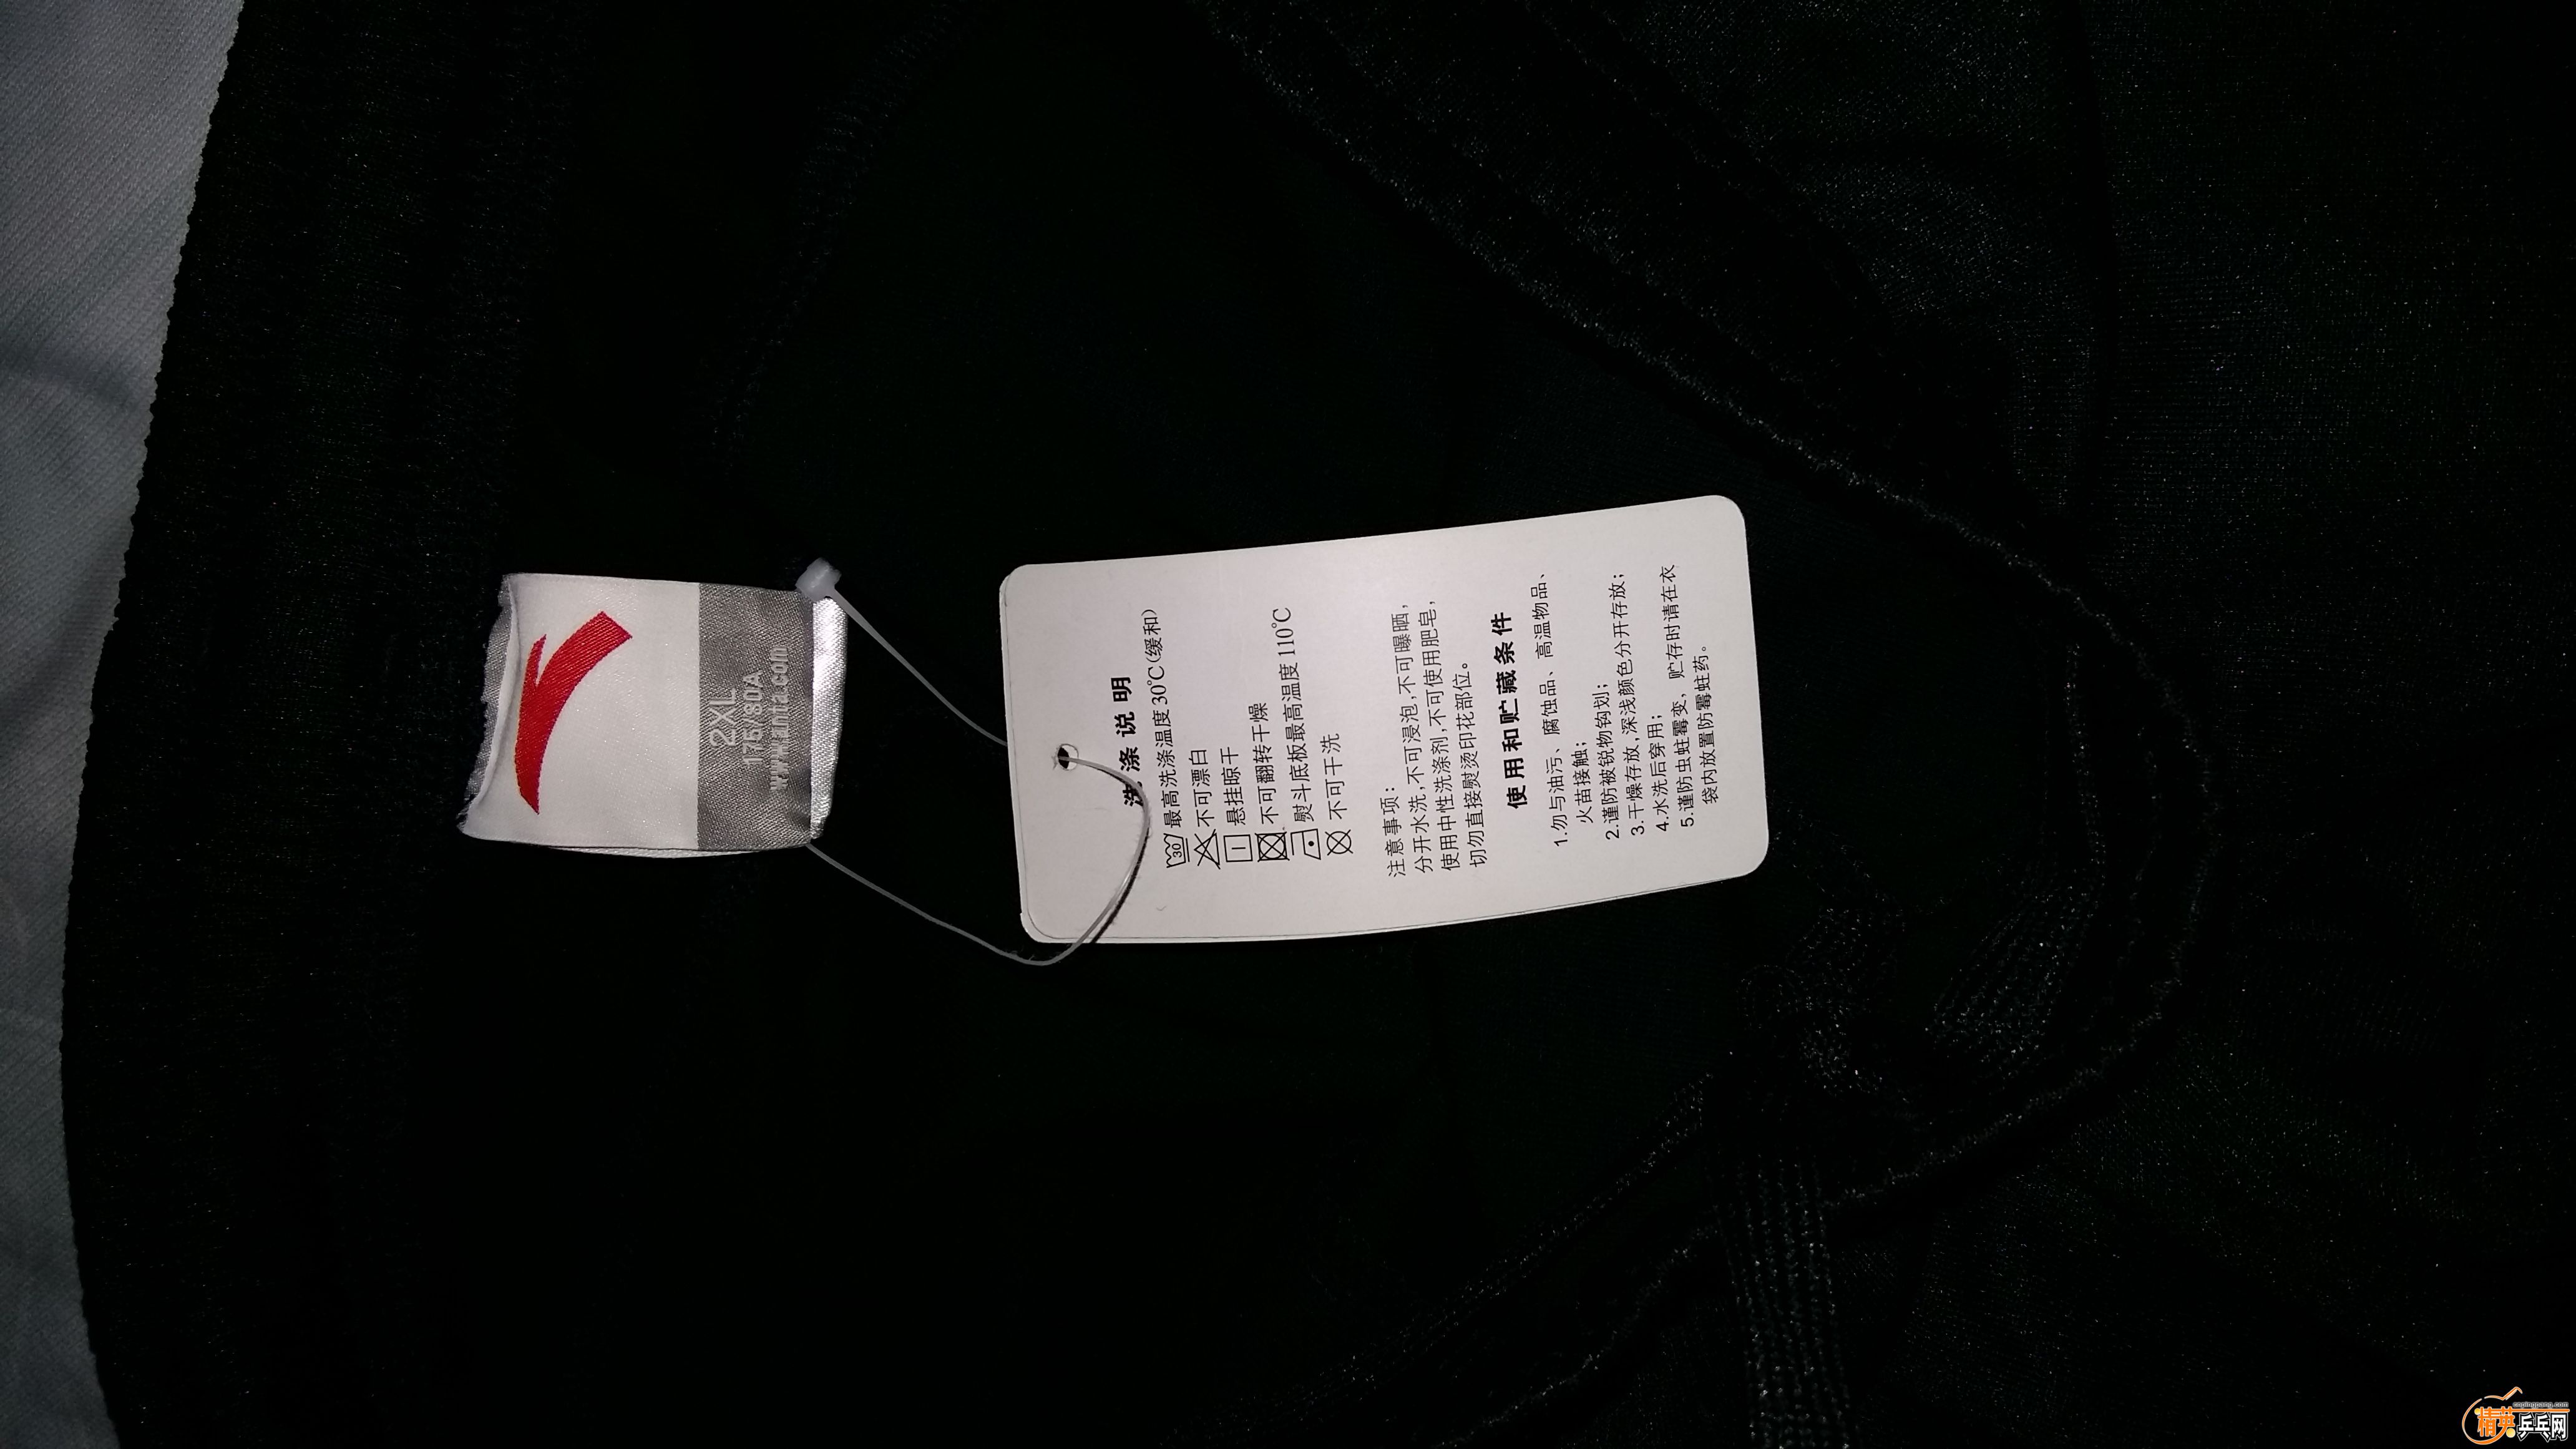 2XL
175/80A
www.anta.com
洗涤说明
30 最高洗涤温度30℃(缓和)
不可漂白
悬挂晾干
不可翻转干燥
熨斗底板最高温度110℃
不可干洗
注意事项:
分开水洗,不可浸泡,不可曝晒,
使用中性洗涤剂,不可使用肥皂,
切勿直接熨烫印花部位。
使用和贮藏条件
1.勿与油污、腐蚀品、高温物品、
火苗接触;
2.谨防被锐物钩划;
3.干燥存放,深浅颜色分开存放;
4.水洗后穿用;
5.谨防虫蛀霉变, 贮存时请在衣
袋内放置防霉蛀药。
精英乒乓网